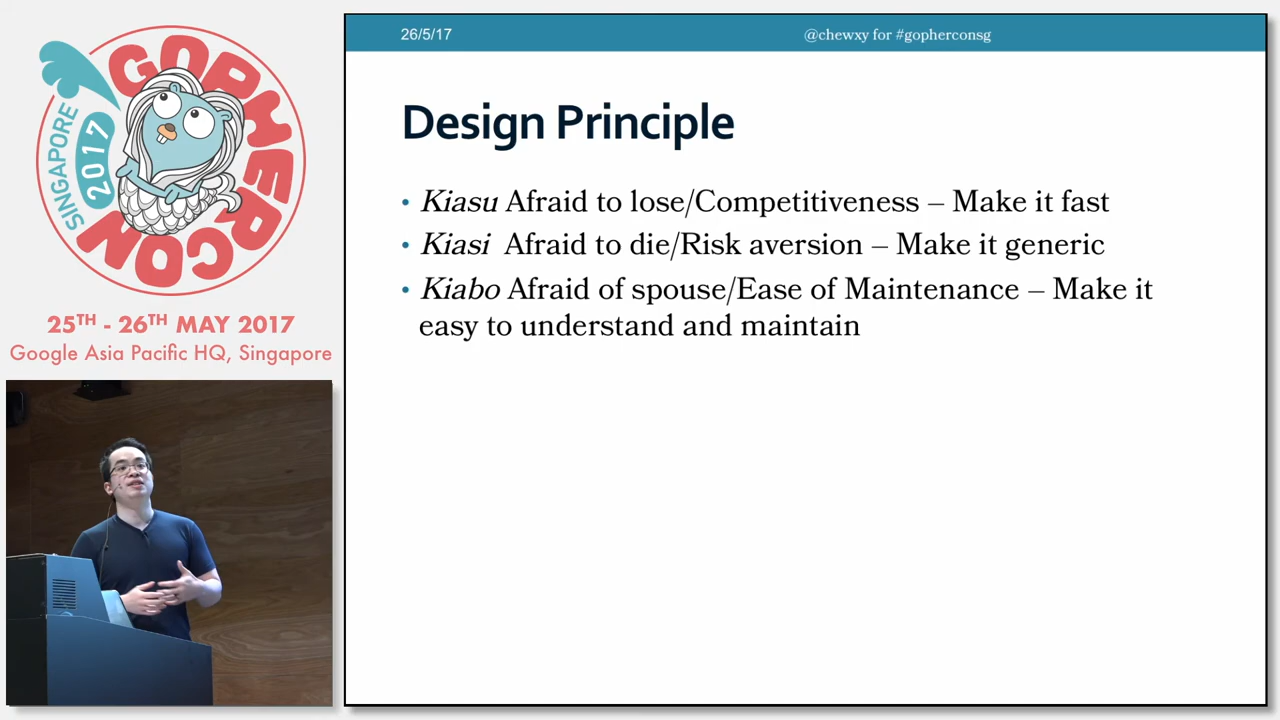 GOPHERCON
SINGAPORE
2017
25TH - 26TH MAY 2017
Google Asia Pacific HQ, Singapore
26/5/17
@chewxy for #gopherconsg
Design Principle
• Kiasu Afraid to lose/Competitiveness – Make it fast
• Kiasi Afraid to die/Risk aversion – Make it generic
• Kiabo Afraid of spouse/Ease of Maintenance – Make it
easy to understand and maintain